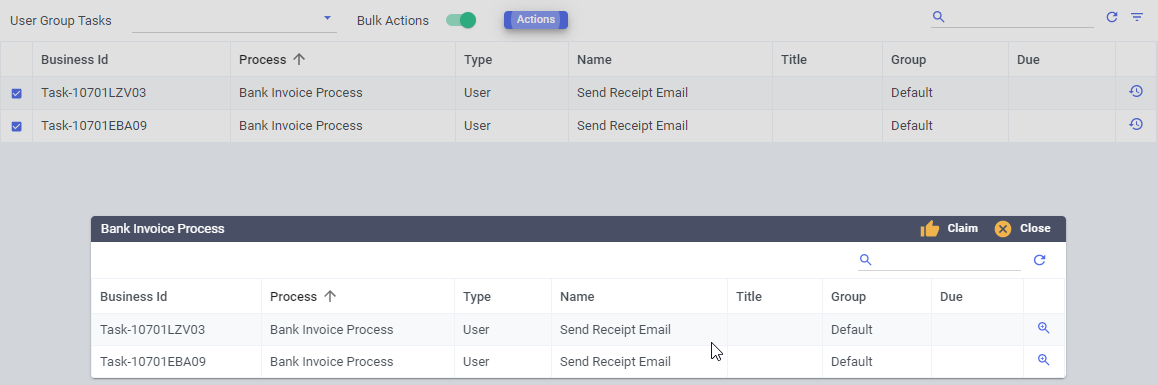 User Group Tasks Bulk Actions Actions
Business Id Process Type Name Title Group Due
Task-10701LZV03 Bank Invoice Process User Send Receipt Email Default
Task-10701EBA09 Bank Invoice Process User Send Receipt Email Default
Bank Invoice Process Claim Close
Business Id Process Type Name Title Group Due
Task-10701LZV03 Bank Invoice Process User Send Receipt Email Default
Task-10701EBA09 Bank Invoice Process User Send Receipt Email Default